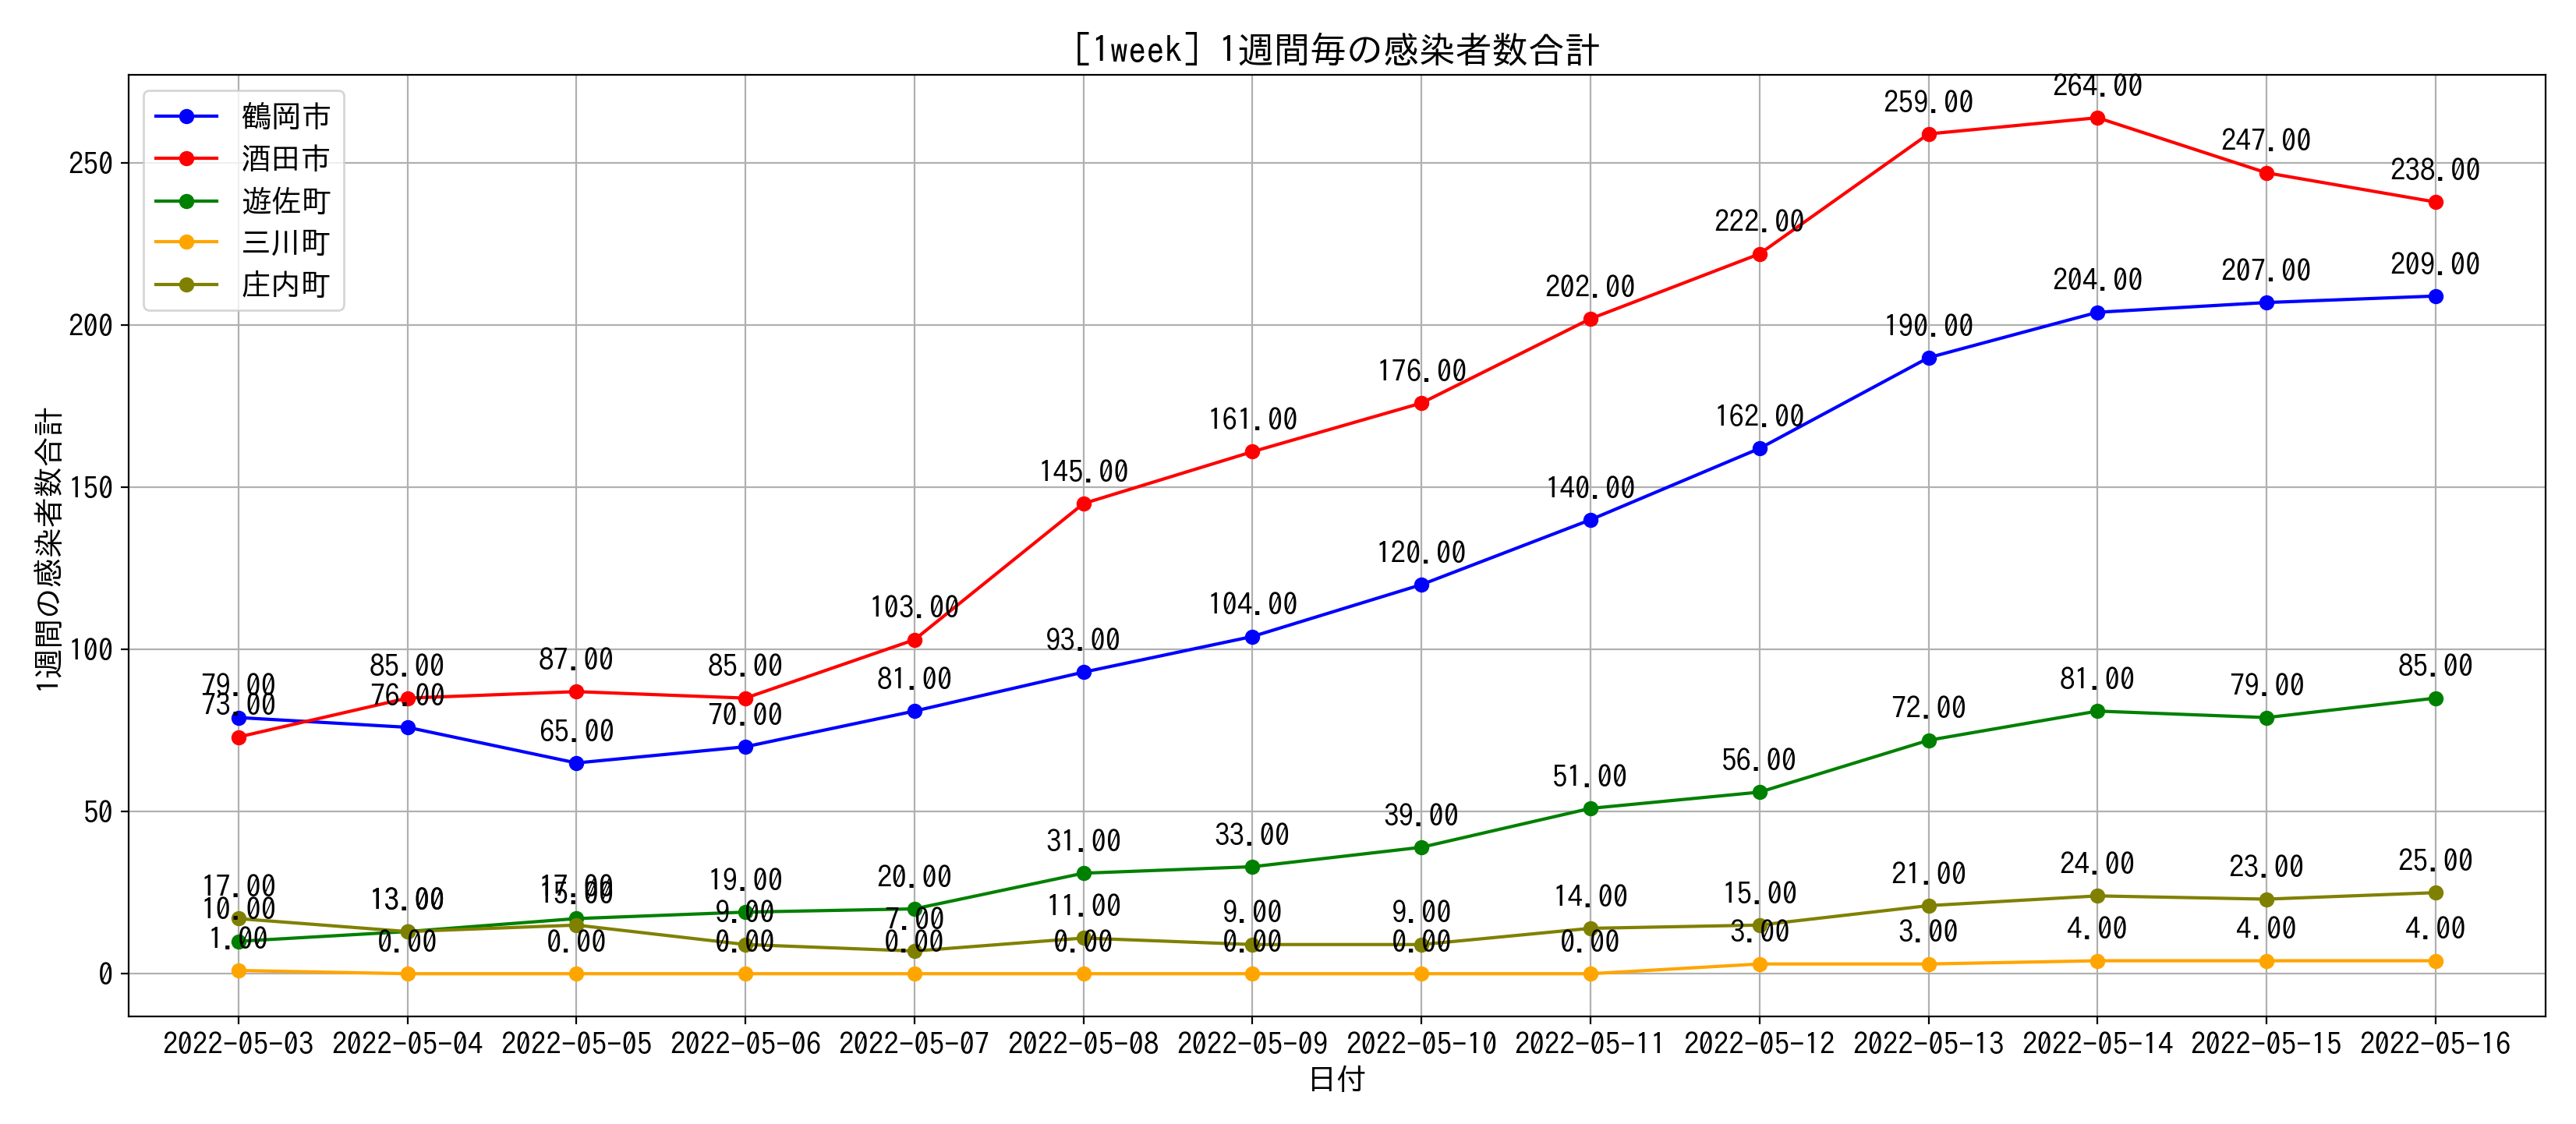 [1week] 1週間毎の感染者数合計
鶴岡市
酒田市
遊佐町
三川町
庄内町
1週間の感染者数合計
250
200
150
100
50
0
79.00 76.00 65.00 70.00 81.00 93.00 104.00 120.00 140.00 162.00 190.00 204.00 207.00 209.00
73.00 85.00 87.00 85.00 103.00 145.00 161.00 176.00 202.00 222.00 259.00 264.00 247.00 238.00
10.00 13.00 17.00 19.00 20.00 31.00 33.00 39.00 51.00 56.00 72.00 81.00 79.00 85.00
1.00 0.00 0.00 0.00 0.00 0.00 0.00 0.00 0.00 3.00 3.00 4.00 4.00 4.00
17.00 13.00 15.00 9.00 7.00 11.00 9.00 9.00 14.00 15.00 21.00 24.00 23.00 25.00
2022-05-03 2022-05-04 2022-05-05 2022-05-06 2022-05-07 2022-05-08 2022-05-09 2022-05-10 2022-05-11 2022-05-12 2022-05-13 2022-05-14 2022-05-15 2022-05-16
日付